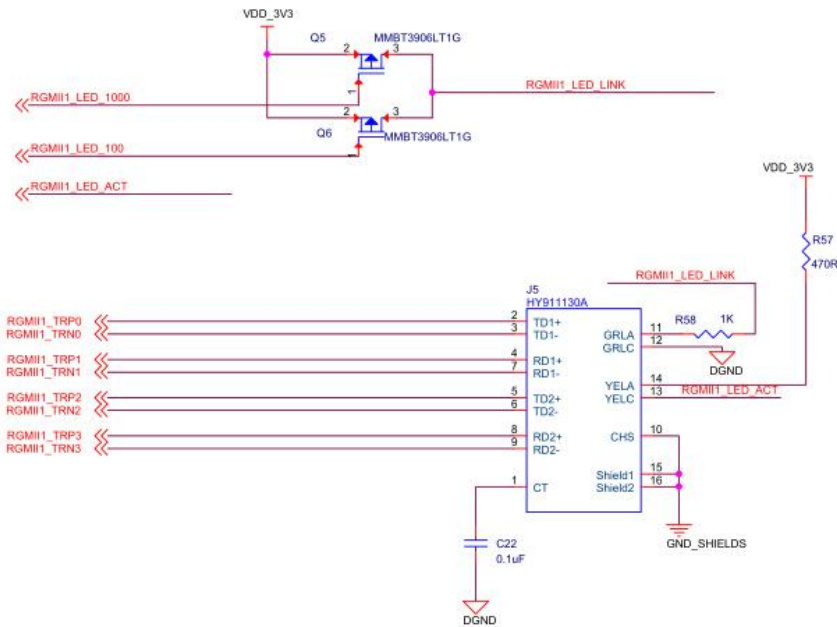 VDD_3V3
Q5
MMBT3906LT1G
2
3
1
RGMII1_LED_1000
RGMII1_LED_LINK
2
3
Q6
MMBT3906LT1G
1
RGMII1_LED_100
RGMII1_LED_ACT
VDD_3V3
R57
470R
RGMII1_LED_LINK
J5
HY911130A
R58
1K
RGMII1_TRP0
2
TD1+
GRLA
11
RGMII1_TRN0
3
TD1-
GRLC
12
DGND
RGMII1_TRP1
4
RD1+
RGMII1_TRN1
7
RD1-
YELA
14
RGMII1_TRP2
5
TD2+
YELC
13
RGMII1_LED_ACT
RGMII1_TRN2
6
TD2-
RGMII1_TRP3
8
RD2+
CHS
10
RGMII1_TRN3
9
RD2-
Shield1
15
1
CT
Shield2
16
GND_SHIELDS
C22
0.1uF
DGND